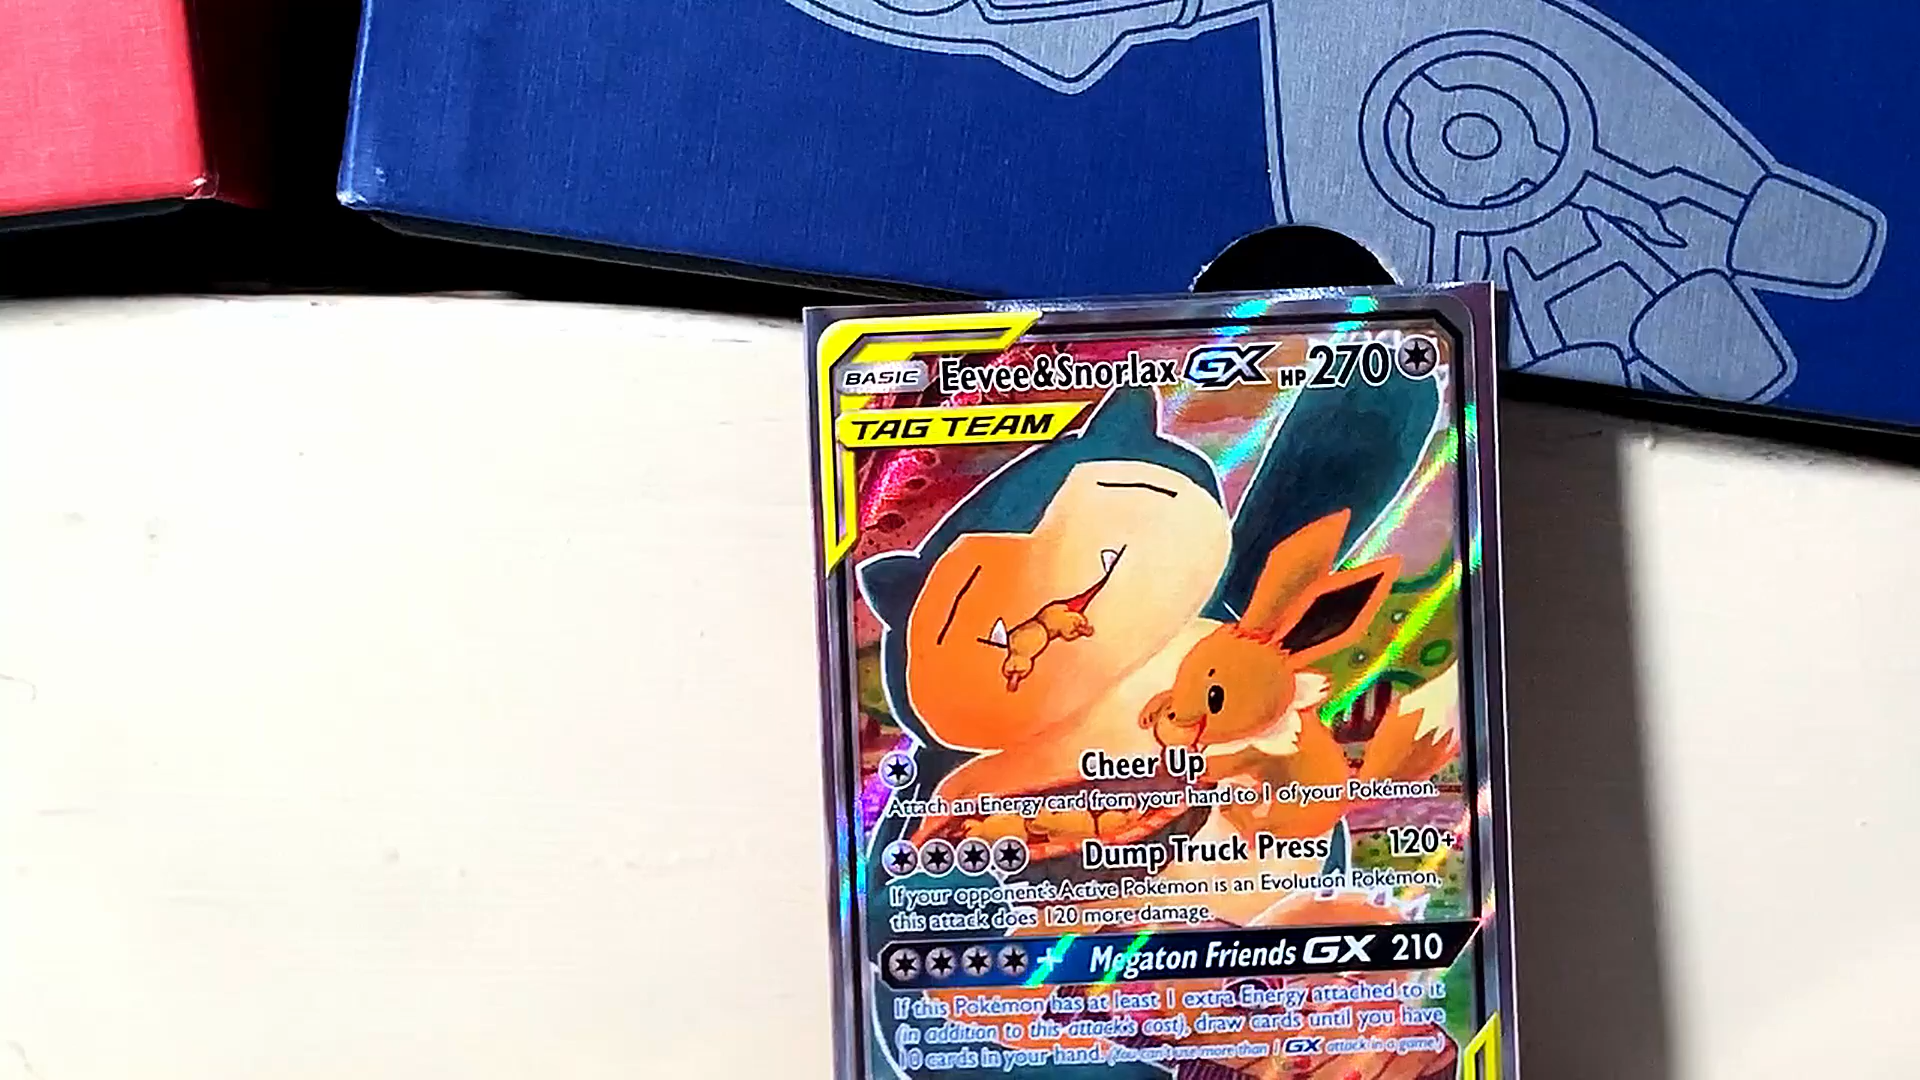 BASIC Eevee&Snorlax GX HP 270
TAG TEAM
Cheer Up
Attach an Energy card from your hand to 1 of your Pokémon.
Dump Truck Press 120+
If your opponent's Active Pokémon is an Evolution Pokémon,
this attack does 120 more damage.
+ Megaton Friends GX 210
If this Pokémon has at least 1 extra Energy attached to it
(in addition to this attack's cost), draw cards until you have
10 cards in your hand. (You can't use more than 1 GX attack in a game.)